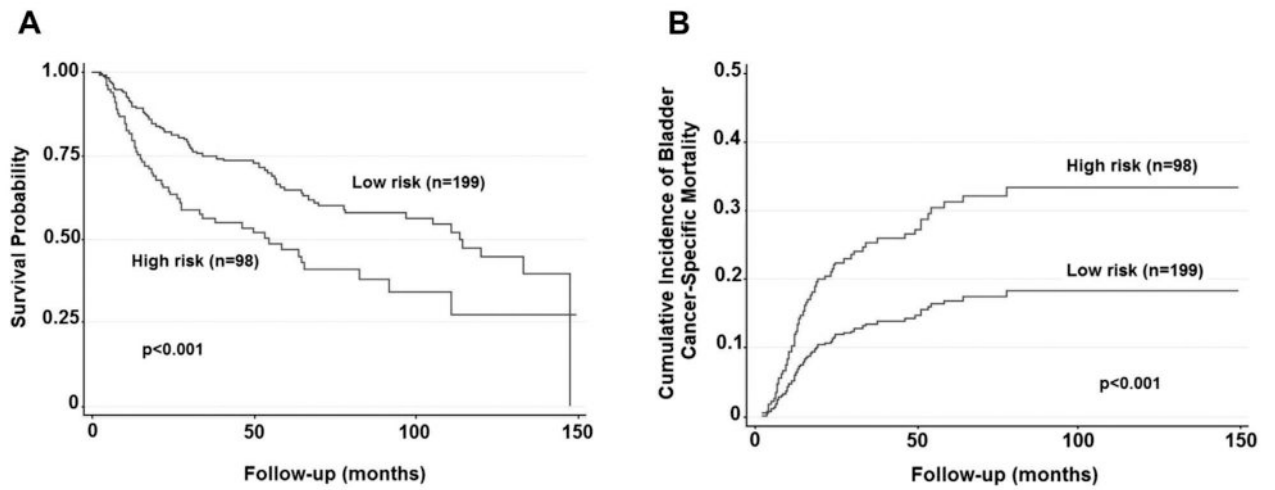 A
1.00
0.75
0.50
0.25
0
Survival Probability
Low risk (n=199)
High risk (n=98)
p<0.001
0 50 100 150
Follow-up (months)
B
0.5
0.4
0.3
0.2
0.1
0
Cumulative Incidence of Bladder
Cancer-Specific Mortality
High risk (n=98)
Low risk (n=199)
p<0.001
0 50 100 150
Follow-up (months)